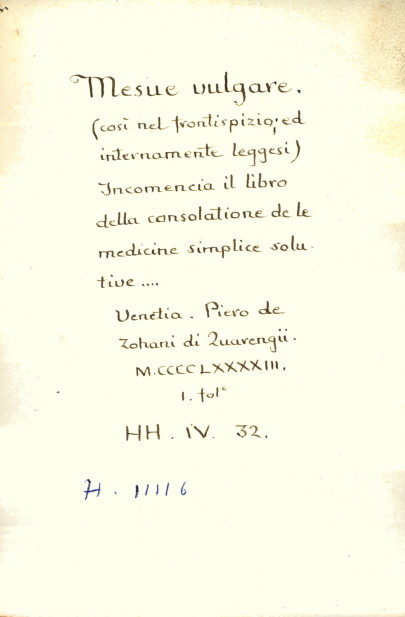 Mesue vulgare.
(così nel frontispizio; ed
internamente leggesi)
Incomencia il libro
della consolatione de le
medicine simplice solu-
tive ....
Venetia. Piero de
Zohani di Quarengii.
M.CCCCLXXXXIII.
1. fol.º
HH. IV. 32.
H. 11116